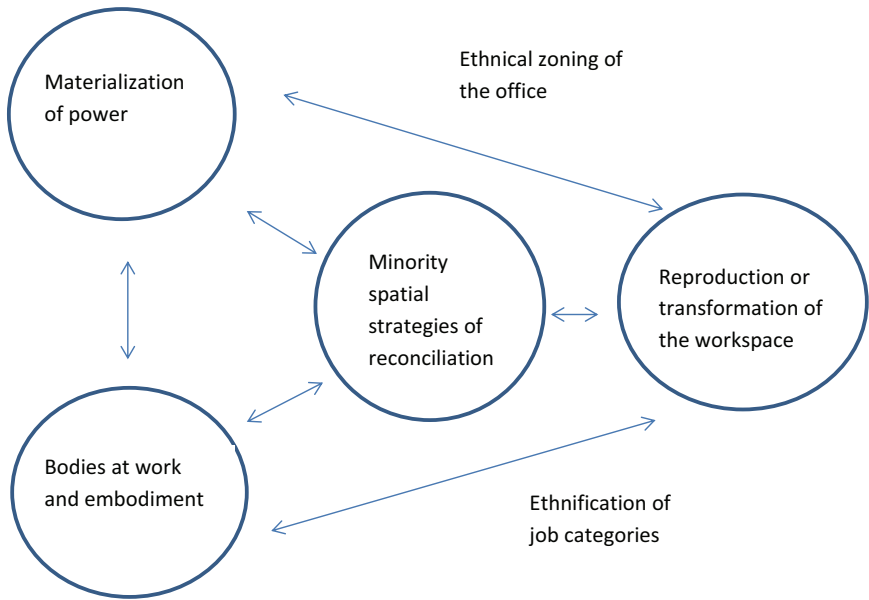 Materialization
of power
Ethnical zoning of
the office
Minority
spatial
strategies of
reconciliation
Reproduction or
transformation of
the workspace
Bodies at work
and embodiment
Ethnification of
job categories